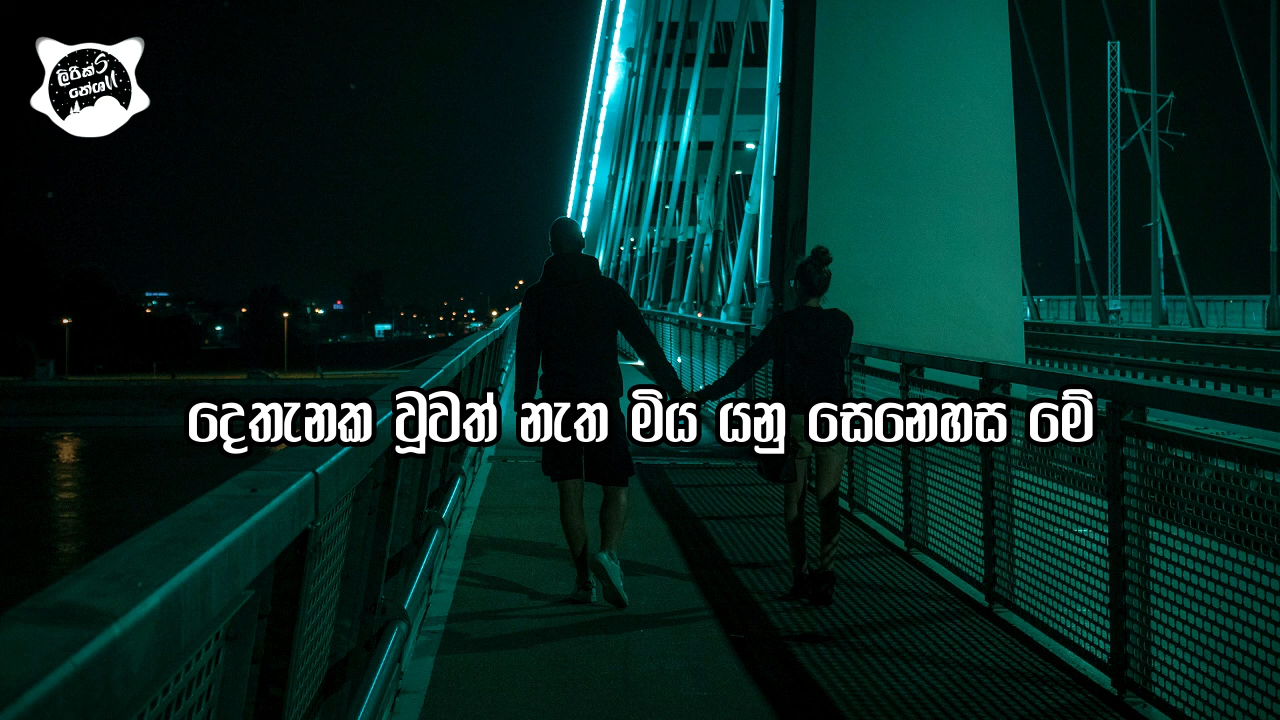 ලිරික්ස්
තේශ
දෙතැනක වූවත් නැත මිය යනු සෙනෙහස මේ